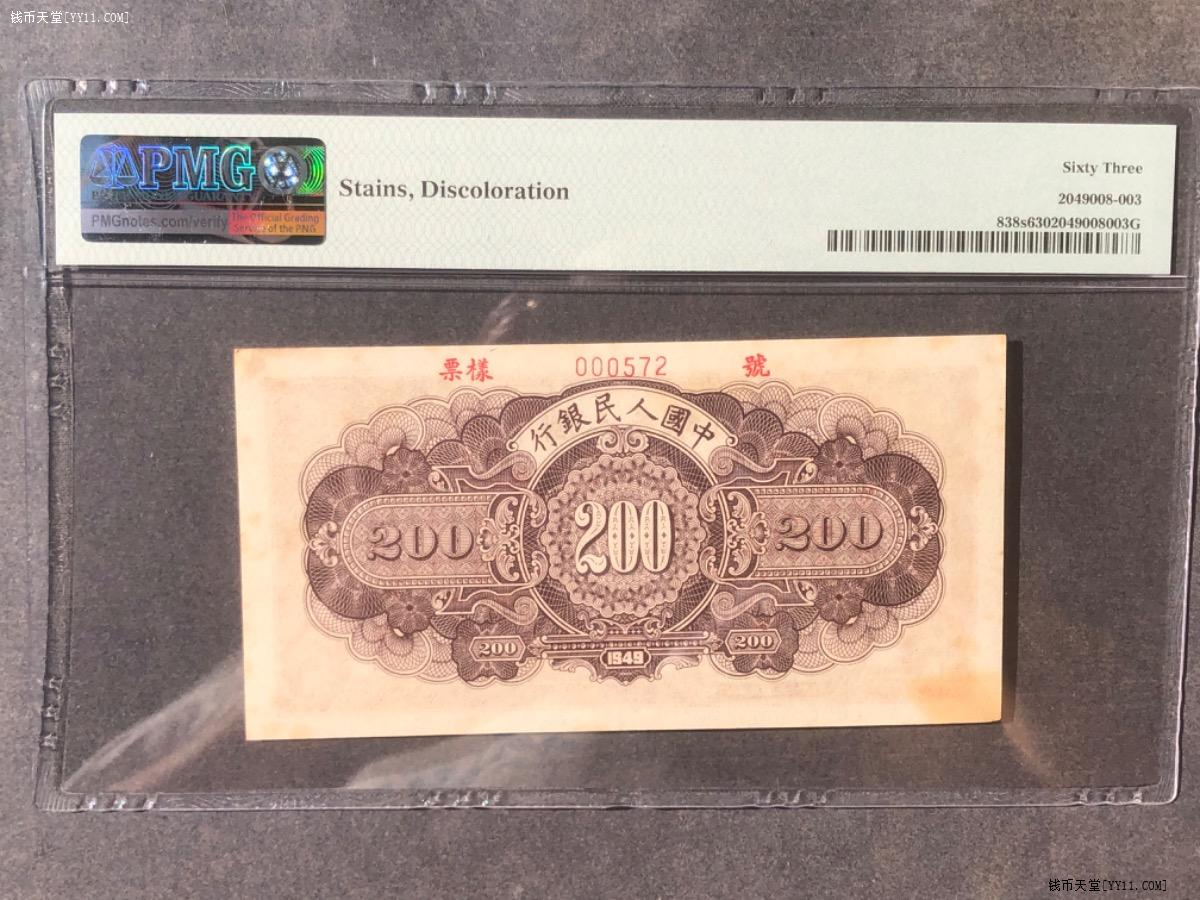 钱币天堂[YY11.COM]
PMG
PMGnotes.com/verify
The Official Grading
Service of the PNG
Stains, Discoloration
Sixty Three
2049008-003
838s6302049008003G
票樣 000572 號
行銀民人國中
200 200 200
200 1949 200
钱币天堂[YY11.COM]